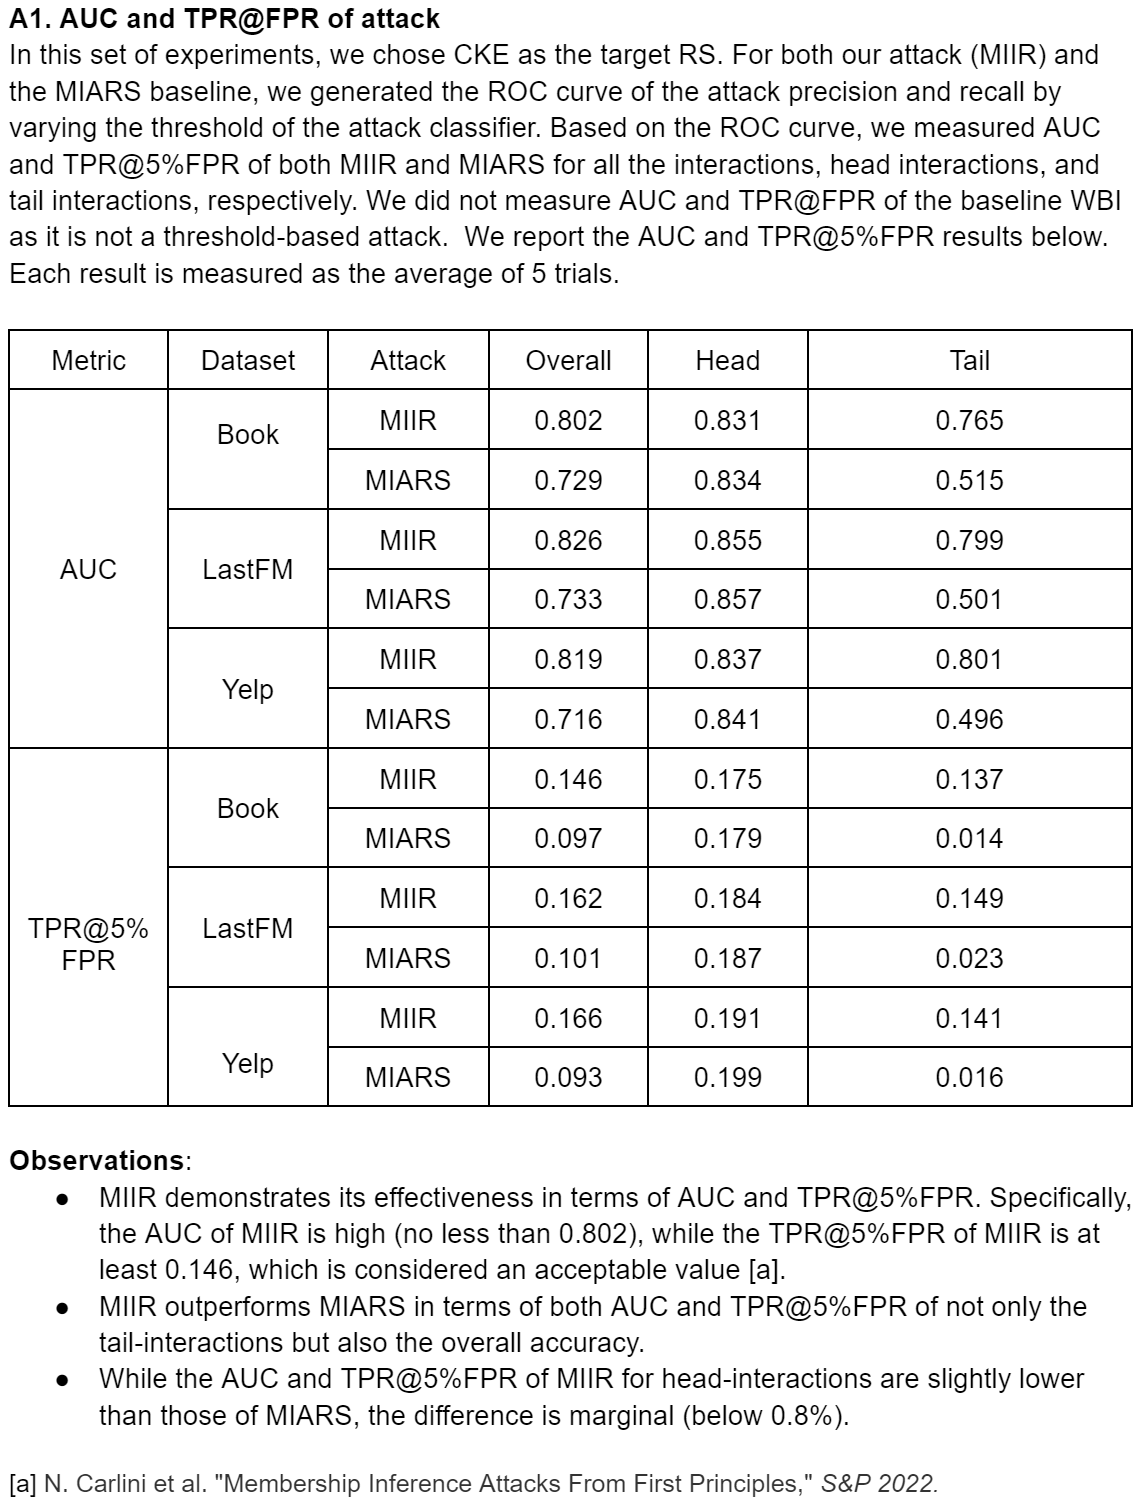 A1. AUC and TPR@FPR of attack
In this set of experiments, we chose CKE as the target RS. For both our attack (MIIR) and
the MIARS baseline, we generated the ROC curve of the attack precision and recall by
varying the threshold of the attack classifier. Based on the ROC curve, we measured AUC
and TPR@5%FPR of both MIIR and MIARS for all the interactions, head interactions, and
tail interactions, respectively. We did not measure AUC and TPR@FPR of the baseline WBI
as it is not a threshold-based attack.  We report the AUC and TPR@5%FPR results below.
Each result is measured as the average of 5 trials.
Metric Dataset Attack Overall Head Tail
AUC
Book
MIIR 0.802 0.831 0.765
MIARS 0.729 0.834 0.515
LastFM
MIIR 0.826 0.855 0.799
MIARS 0.733 0.857 0.501
Yelp
MIIR 0.819 0.837 0.801
MIARS 0.716 0.841 0.496
TPR@5%
FPR
Book
MIIR 0.146 0.175 0.137
MIARS 0.097 0.179 0.014
LastFM
MIIR 0.162 0.184 0.149
MIARS 0.101 0.187 0.023
Yelp
MIIR 0.166 0.191 0.141
MIARS 0.093 0.199 0.016
Observations:
● MIIR demonstrates its effectiveness in terms of AUC and TPR@5%FPR. Specifically,
the AUC of MIIR is high (no less than 0.802), while the TPR@5%FPR of MIIR is at
least 0.146, which is considered an acceptable value [a].
● MIIR outperforms MIARS in terms of both AUC and TPR@5%FPR of not only the
tail-interactions but also the overall accuracy.
● While the AUC and TPR@5%FPR of MIIR for head-interactions are slightly lower
than those of MIARS, the difference is marginal (below 0.8%).
[a] N. Carlini et al. "Membership Inference Attacks From First Principles," S&P 2022.